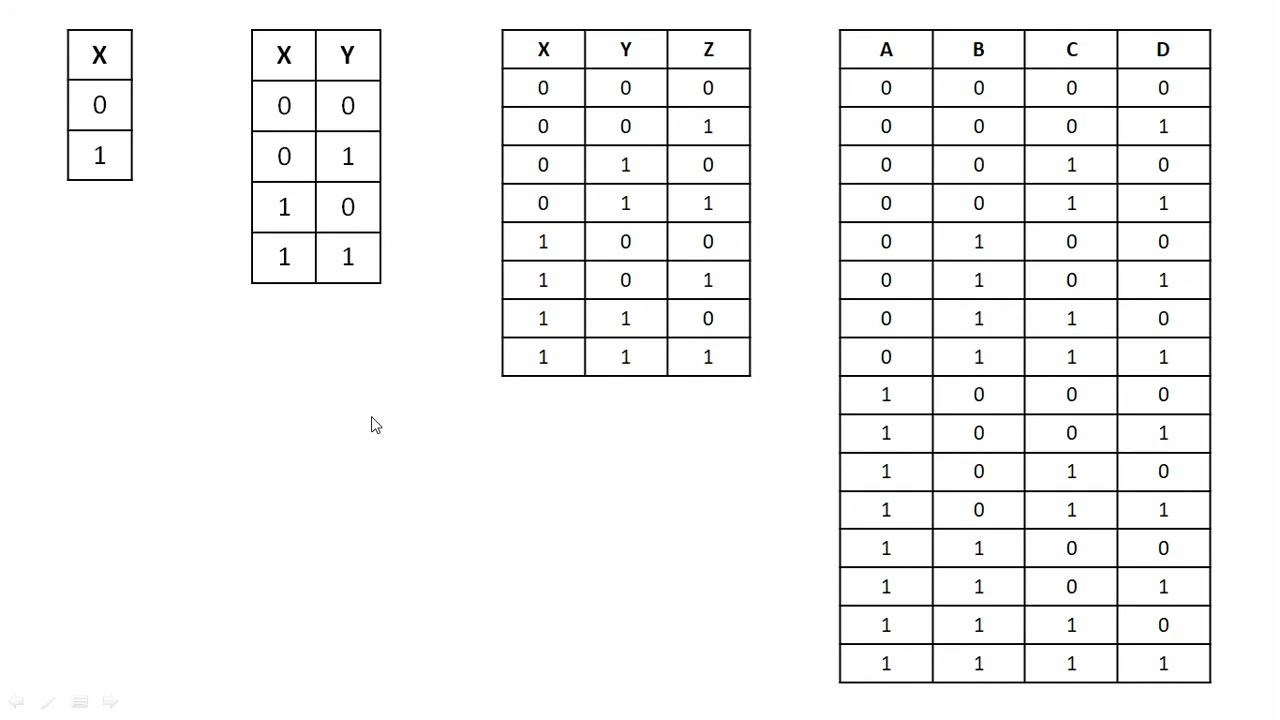 X
0
1
X Y
0 0
0 1
1 0
1 1
X Y Z
0 0 0
0 0 1
0 1 0
0 1 1
1 0 0
1 0 1
1 1 0
1 1 1
A B C D
0 0 0 0
0 0 0 1
0 0 1 0
0 0 1 1
0 1 0 0
0 1 0 1
0 1 1 0
0 1 1 1
1 0 0 0
1 0 0 1
1 0 1 0
1 0 1 1
1 1 0 0
1 1 0 1
1 1 1 0
1 1 1 1